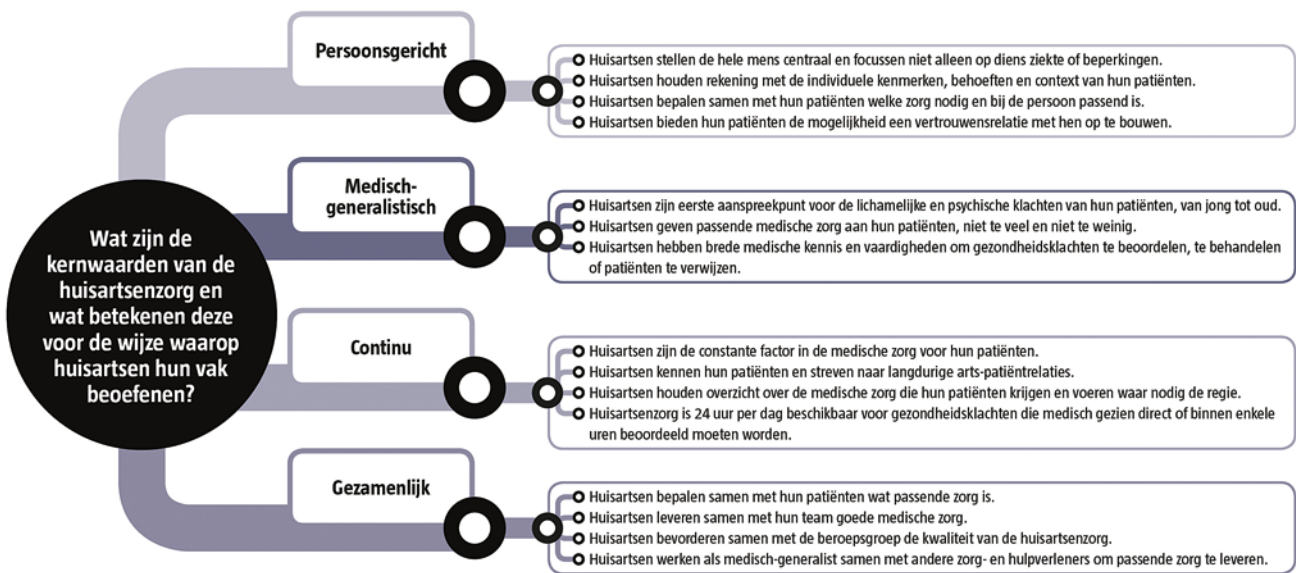 Wat zijn de
kernwaarden van de
huisartsenzorg en
wat betekenen deze
voor de wijze waarop
huisartsen hun vak
beoefenen?
Persoonsgericht
Huisartsen stellen de hele mens centraal en focussen niet alleen op diens ziekte of beperkingen.
Huisartsen houden rekening met de individuele kenmerken, behoeften en context van hun patiënten.
Huisartsen bepalen samen met hun patiënten welke zorg nodig en bij de persoon passend is.
Huisartsen bieden hun patiënten de mogelijkheid een vertrouwensrelatie met hen op te bouwen.
Medisch-
generalistisch
Huisartsen zijn eerste aanspreekpunt voor de lichamelijke en psychische klachten van hun patiënten, van jong tot oud.
Huisartsen geven passende medische zorg aan hun patiënten, niet te veel en niet te weinig.
Huisartsen hebben brede medische kennis en vaardigheden om gezondheidsklachten te beoordelen, te behandelen
of patiënten te verwijzen.
Continu
Huisartsen zijn de constante factor in de medische zorg voor hun patiënten.
Huisartsen kennen hun patiënten en streven naar langdurige arts-patiëntrelaties.
Huisartsen houden overzicht over de medische zorg die hun patiënten krijgen en voeren waar nodig de regie.
Huisartsenzorg is 24 uur per dag beschikbaar voor gezondheidsklachten die medisch gezien direct of binnen enkele
uren beoordeeld moeten worden.
Gezamenlijk
Huisartsen bepalen samen met hun patiënten wat passende zorg is.
Huisartsen leveren samen met hun team goede medische zorg.
Huisartsen bevorderen samen met de beroepsgroep de kwaliteit van de huisartsenzorg.
Huisartsen werken als medisch-generalist samen met andere zorg- en hulpverleners om passende zorg te leveren.